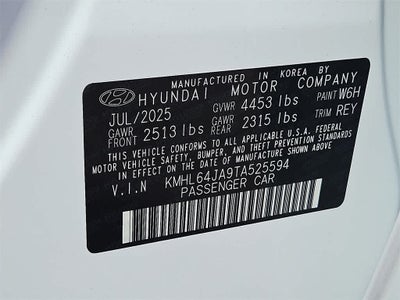 MANUFACTURED IN KOREA BY
HYUNDAI MOTOR COMPANY
JUL/2025 GVWR 4453 lbs PAINT W6H
GAWR FRONT 2513 lbs GAWR REAR 2315 lbs TRIM REY
THIS VEHICLE CONFORMS TO ALL APPLICABLE U.S.A. FEDERAL
MOTOR VEHICLE SAFETY, BUMPER, AND THEFT PREVENTION
STANDARDS IN EFFECT ON THE DATE OF MANUFACTURE SHOWN ABOVE.
V.I.N KMHL64JA9TA525594
PASSENGER CAR